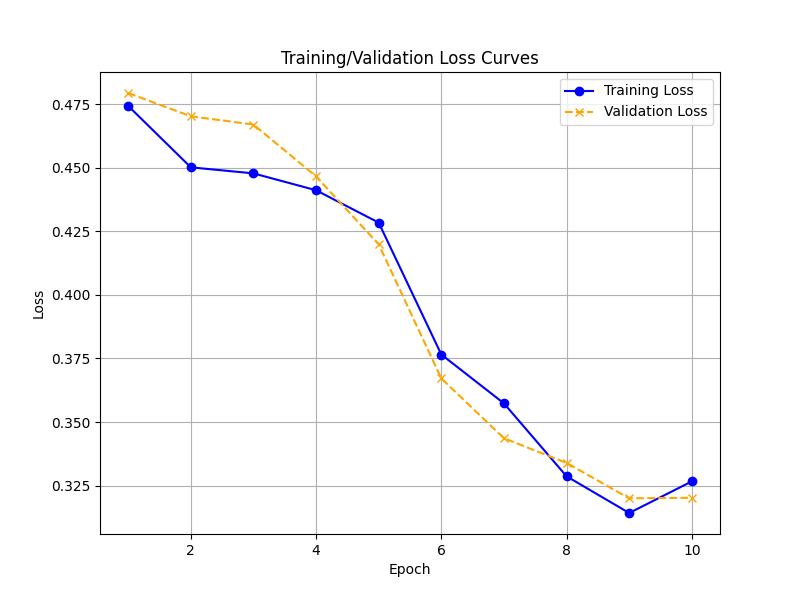 Training/Validation Loss Curves
Training Loss
Validation Loss
0.475
0.450
0.425
0.400
0.375
0.350
0.325
Loss
2 4 6 8 10
Epoch